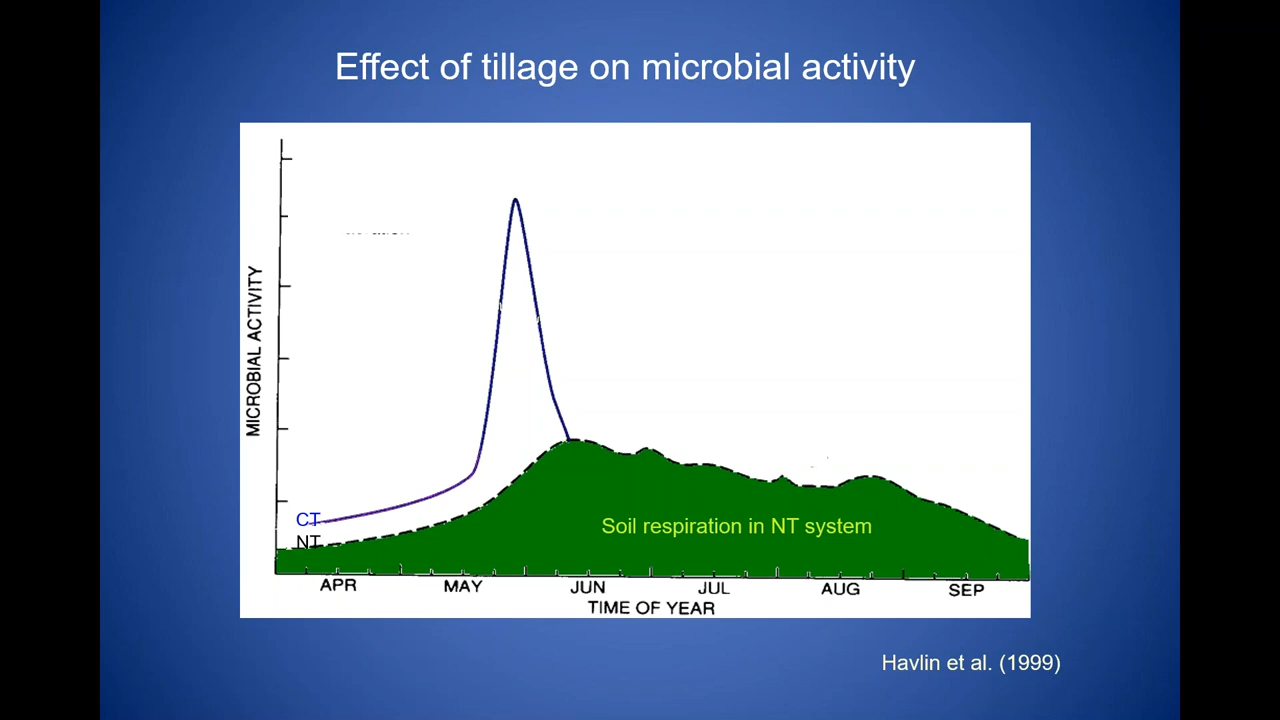 Effect of tillage on microbial activity
MICROBIAL ACTIVITY
CT
NT
Soil respiration in NT system
APR MAY JUN JUL AUG SEP
TIME OF YEAR
Havlin et al. (1999)